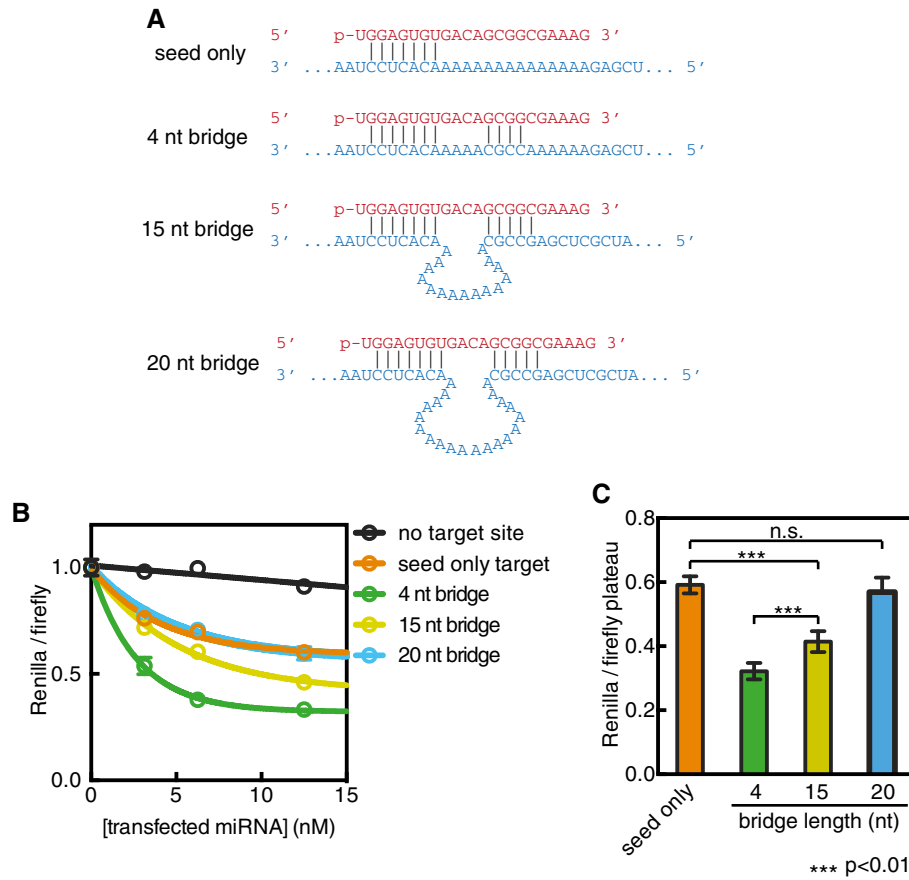 A
seed only
5′ p-UGGAGUGUGACAGCGGCGAAAG 3′
3′ ...AAUCCUCACAAAAAAAAAAAAAAAGAGCU... 5′
4 nt bridge
5′ p-UGGAGUGUGACAGCGGCGAAAG 3′
3′ ...AAUCCUCACAAAAACGCCAAAAAAGAGCU... 5′
15 nt bridge
5′ p-UGGAGUGUGACAGCGGCGAAAG 3′
3′ ...AAUCCUCACA CGCCGAGCUCGCUA... 5′
AAAAAAAAAAAAAAA
20 nt bridge
5′ p-UGGAGUGUGACAGCGGCGAAAG 3′
3′ ...AAUCCUCACA CGCCGAGCUCGCUA... 5′
AAAAAAAAAAAAAAAAAAAA
B
Renilla / firefly
1.0
0.5
0.0
0 5 10 15
[transfected miRNA] (nM)
no target site
seed only target
4 nt bridge
15 nt bridge
20 nt bridge
C
Renilla / firefly plateau
0.8
0.6
0.4
0.2
0.0
n.s.
***
***
seed only
4 15 20
bridge length (nt)
*** p<0.01